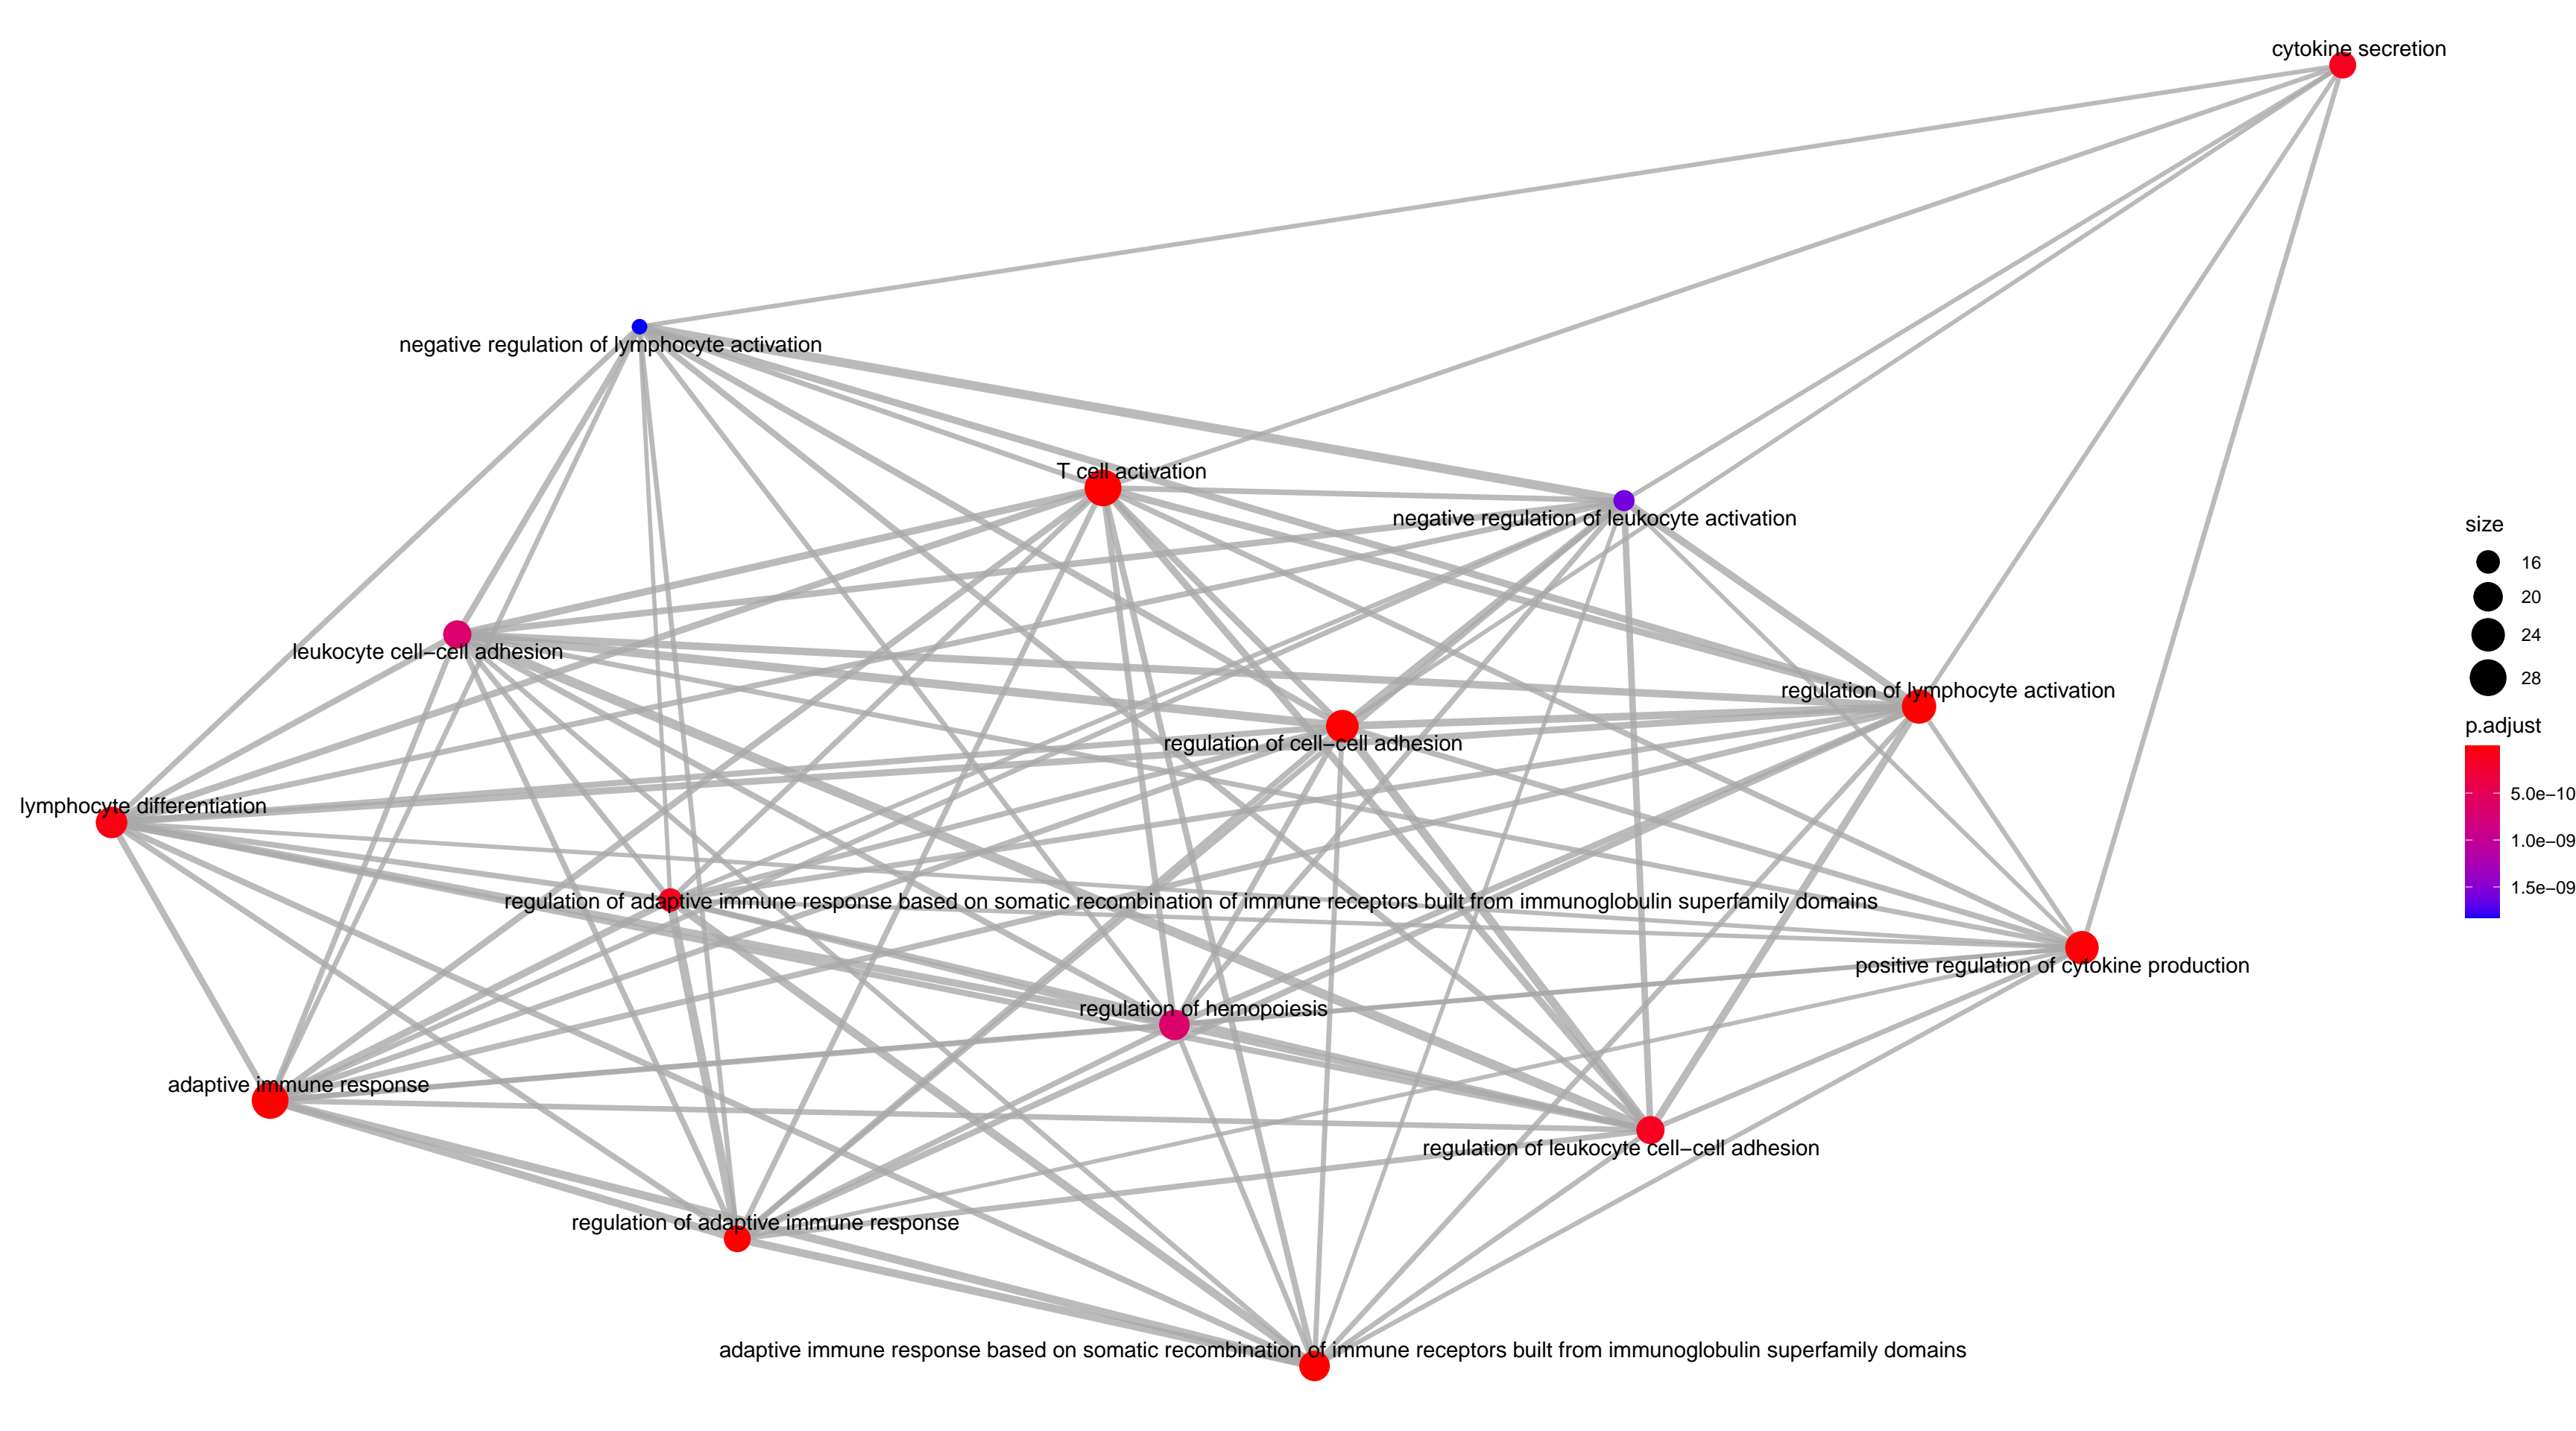 cytokine secretion
negative regulation of lymphocyte activation
T cell activation
negative regulation of leukocyte activation
leukocyte cell−cell adhesion
regulation of lymphocyte activation
regulation of cell−cell adhesion
lymphocyte differentiation
regulation of adaptive immune response based on somatic recombination of immune receptors built from immunoglobulin superfamily domains
positive regulation of cytokine production
regulation of hemopoiesis
adaptive immune response
regulation of leukocyte cell−cell adhesion
regulation of adaptive immune response
adaptive immune response based on somatic recombination of immune receptors built from immunoglobulin superfamily domains
size
16
20
24
28
p.adjust
5.0e−10
1.0e−09
1.5e−09